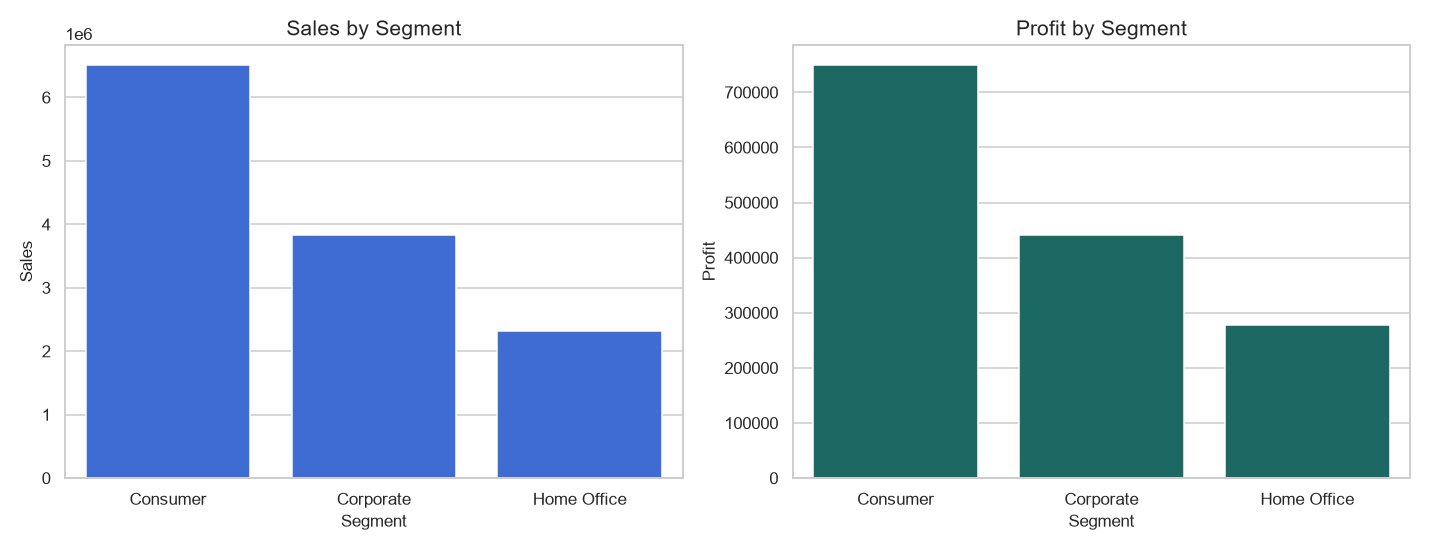 Sales by Segment
1e6
6
5
4
3
2
1
0
Sales
Consumer Corporate Home Office
Segment
Profit by Segment
700000
600000
500000
400000
300000
200000
100000
0
Profit
Consumer Corporate Home Office
Segment